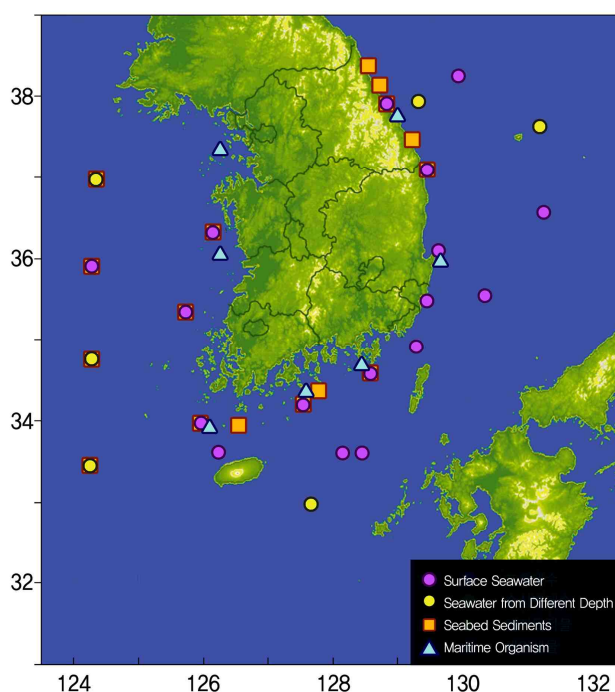 38
36
34
32
124
126
128
130
132
Surface Seawater
Seawater from Different Depth
Seabed Sediments
Maritime Organism